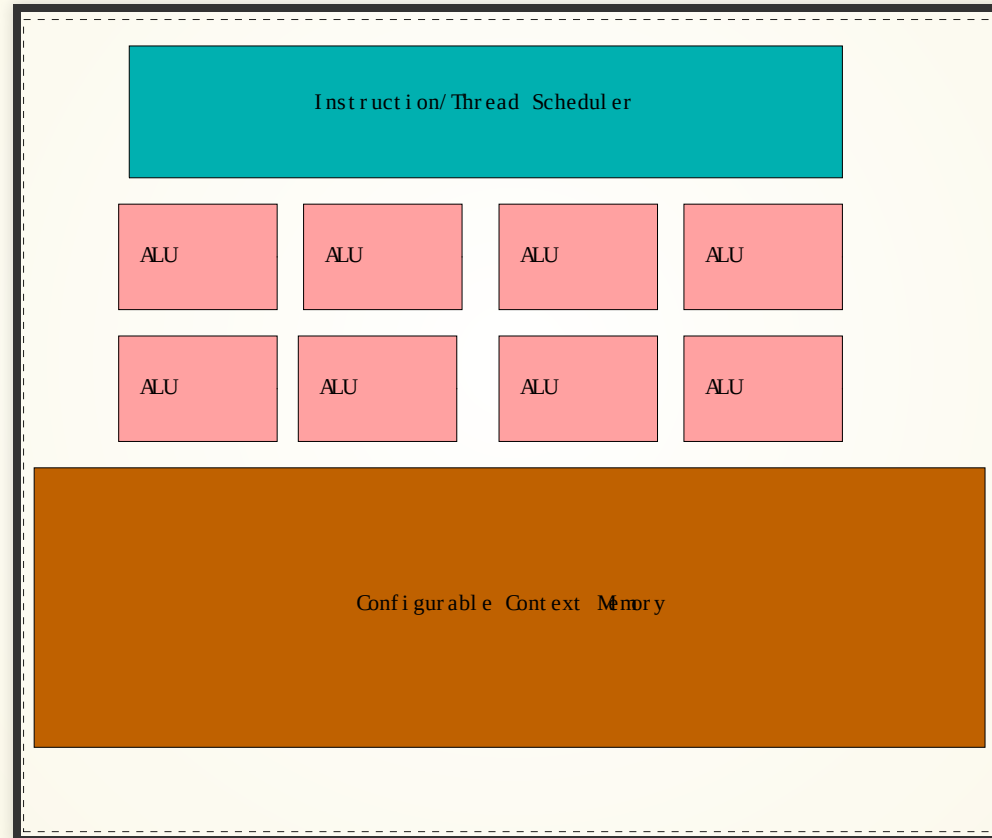 Instruction/Thread Scheduler
ALU
ALU
ALU
ALU
ALU
ALU
ALU
ALU
Configurable Context Memory